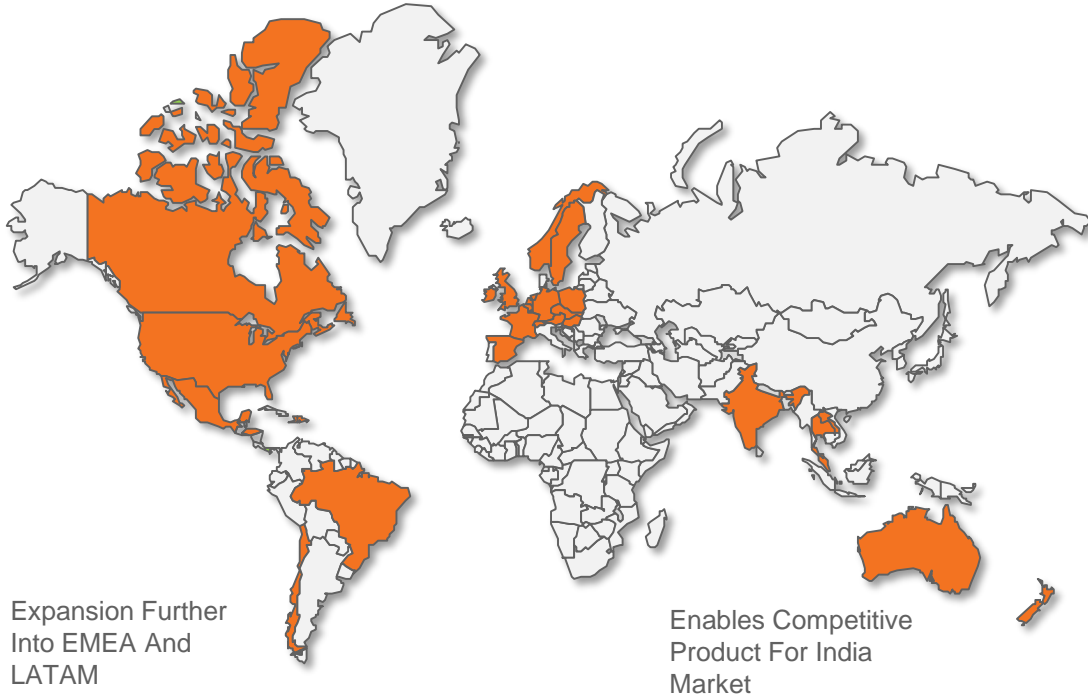 Expansion Further
Into EMEA And
LATAM
Enables Competitive
Product For India
Market